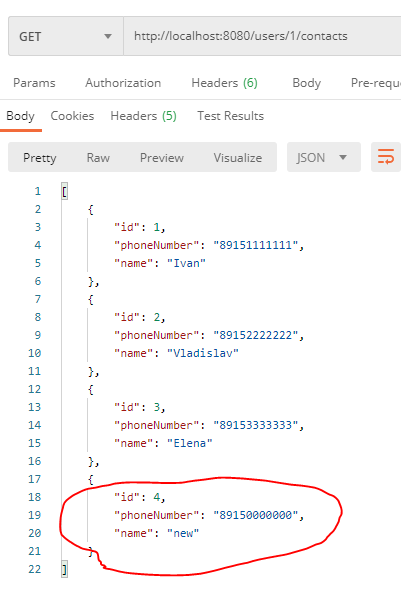 GET http://localhost:8080/users/1/contacts
Params Authorization Headers (6) Body
Body Cookies Headers (5) Test Results
Pretty Raw Preview Visualize JSON
1 [
2 {
3 "id": 1,
4 "phoneNumber": "89151111111",
5 "name": "Ivan"
6 },
7 {
8 "id": 2,
9 "phoneNumber": "89152222222",
10 "name": "Vladislav"
11 },
12 {
13 "id": 3,
14 "phoneNumber": "89153333333",
15 "name": "Elena"
16 },
17 {
18 "id": 4,
19 "phoneNumber": "89150000000",
20 "name": "new"
21 }
22 ]